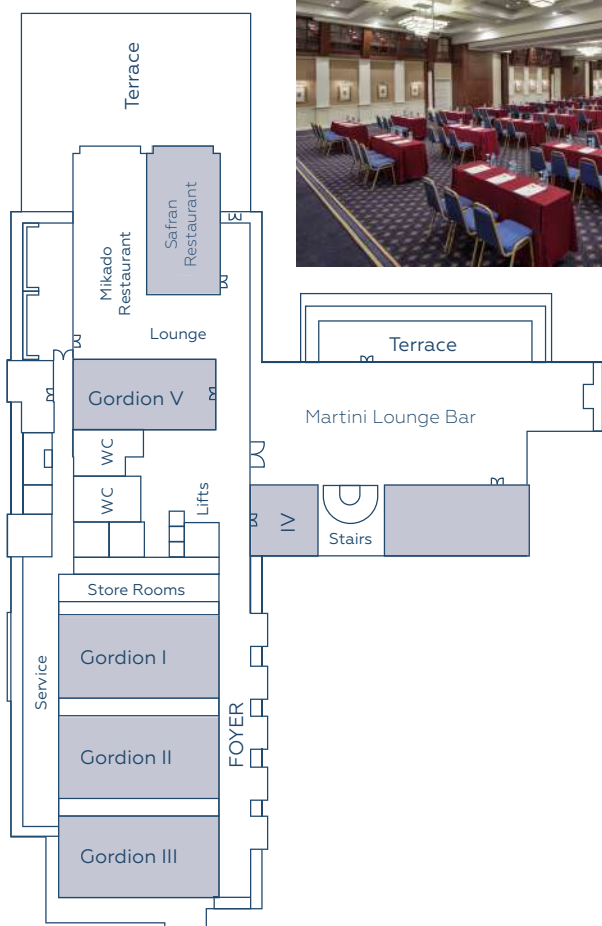 Terrace
Safran
Restaurant
Mikado
Restaurant
Lounge
Terrace
Gordion V
Martini Lounge Bar
WC
WC
Lifts
IV
Stairs
Store Rooms
Gordion I
Service
FOYER
Gordion II
Gordion III